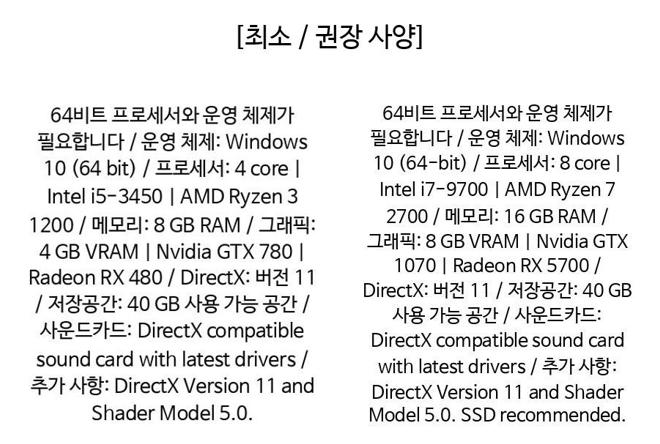 [최소 / 권장 사양]
64비트 프로세서와 운영 체제가
필요합니다 / 운영 체제: Windows
10 (64 bit) / 프로세서: 4 core |
Intel i5-3450 | AMD Ryzen 3
1200 / 메모리: 8 GB RAM / 그래픽:
4 GB VRAM | Nvidia GTX 780 |
Radeon RX 480 / DirectX: 버전 11
/ 저장공간: 40 GB 사용 가능 공간 /
사운드카드: DirectX compatible
sound card with latest drivers /
추가 사항: DirectX Version 11 and
Shader Model 5.0.
64비트 프로세서와 운영 체제가
필요합니다 / 운영 체제: Windows
10 (64-bit) / 프로세서: 8 core |
Intel i7-9700 | AMD Ryzen 7
2700 / 메모리: 16 GB RAM /
그래픽: 8 GB VRAM | Nvidia GTX
1070 | Radeon RX 5700 /
DirectX: 버전 11 / 저장공간: 40 GB
사용 가능 공간 / 사운드카드:
DirectX compatible sound card
with latest drivers / 추가 사항:
DirectX Version 11 and Shader
Model 5.0. SSD recommended.